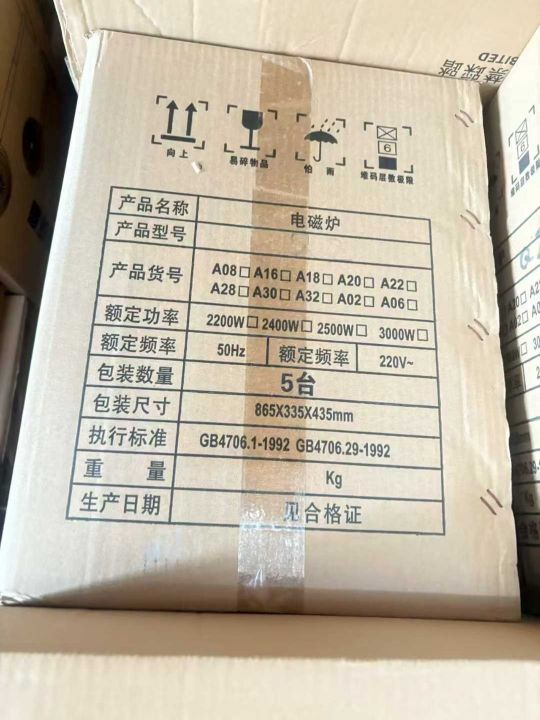 BITED
禁踩踏
6
向上
易碎物品
怕雨
堆码层数极限
产品名称 电磁炉
产品型号
产品货号 A08□ A16□ A18□ A20□ A22□
A28□ A30□ A32□ A02□ A06□
额定功率 2200W□ 2400W□ 2500W□ 3000W□
额定频率 50Hz 额定频率 220V~
包装数量 5台
包装尺寸 865X335X435mm
执行标准 GB4706.1-1992 GB4706.29-1992
重量 Kg
生产日期 见合格证